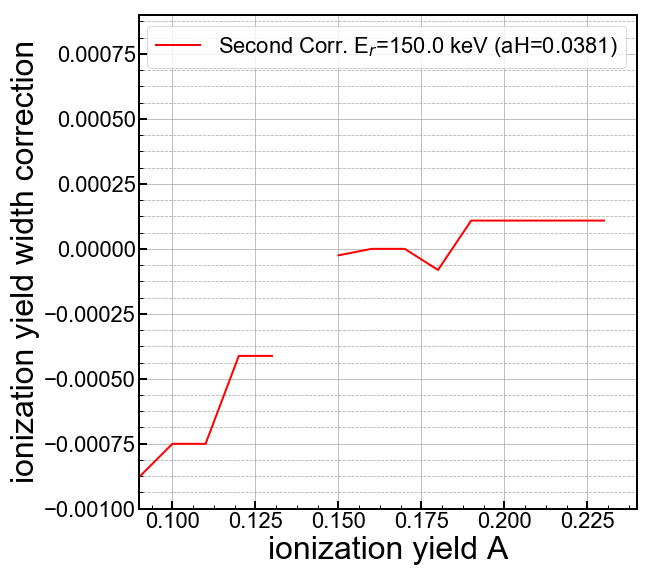 Second Corr. E_r=150.0 keV (aH=0.0381)
0.00075
0.00050
0.00025
0.00000
−0.00025
−0.00050
−0.00075
−0.00100
ionization yield width correction
0.100 0.125 0.150 0.175 0.200 0.225
ionization yield A